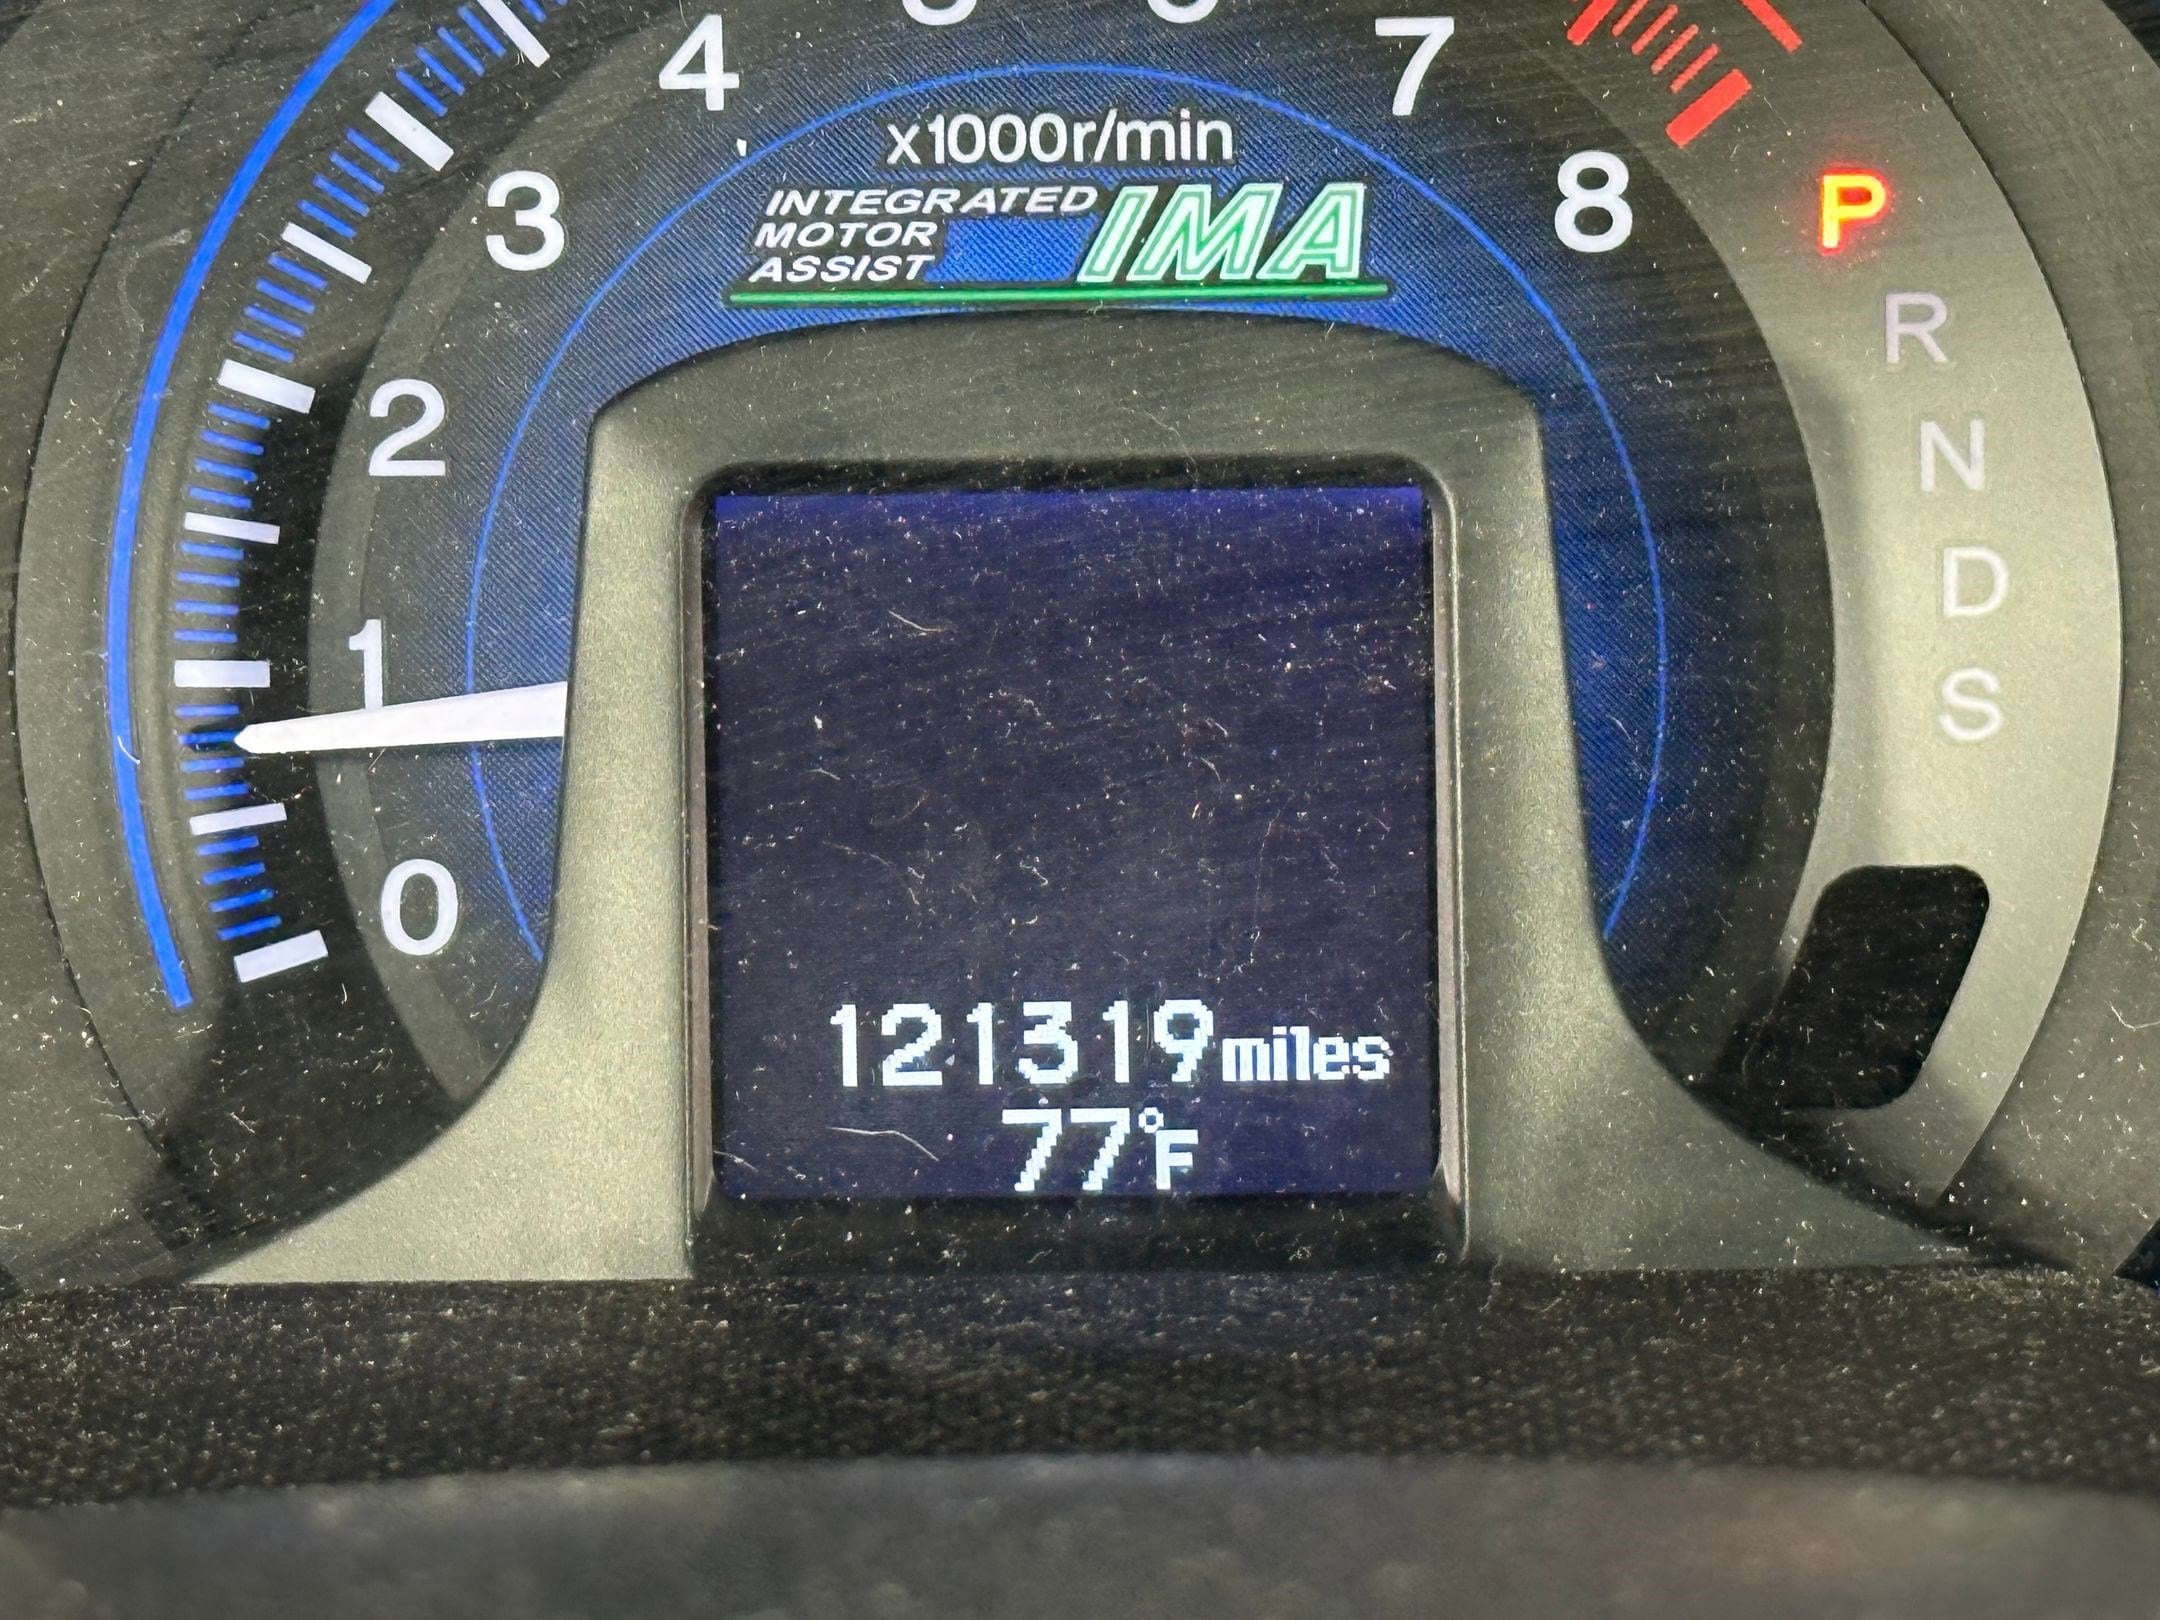 4
7
x1000r/min
INTEGRATED
MOTOR
ASSIST
IMA
3
8
P
R
2
N
D
1
S
0
121319miles
77°F